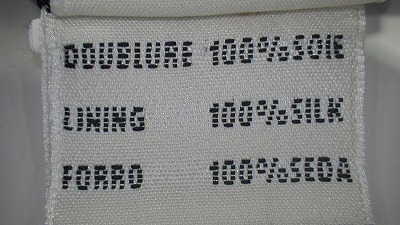 DOUBLURE 100%SOIE
LINING 100%SILK
FORRO 100%SEDA